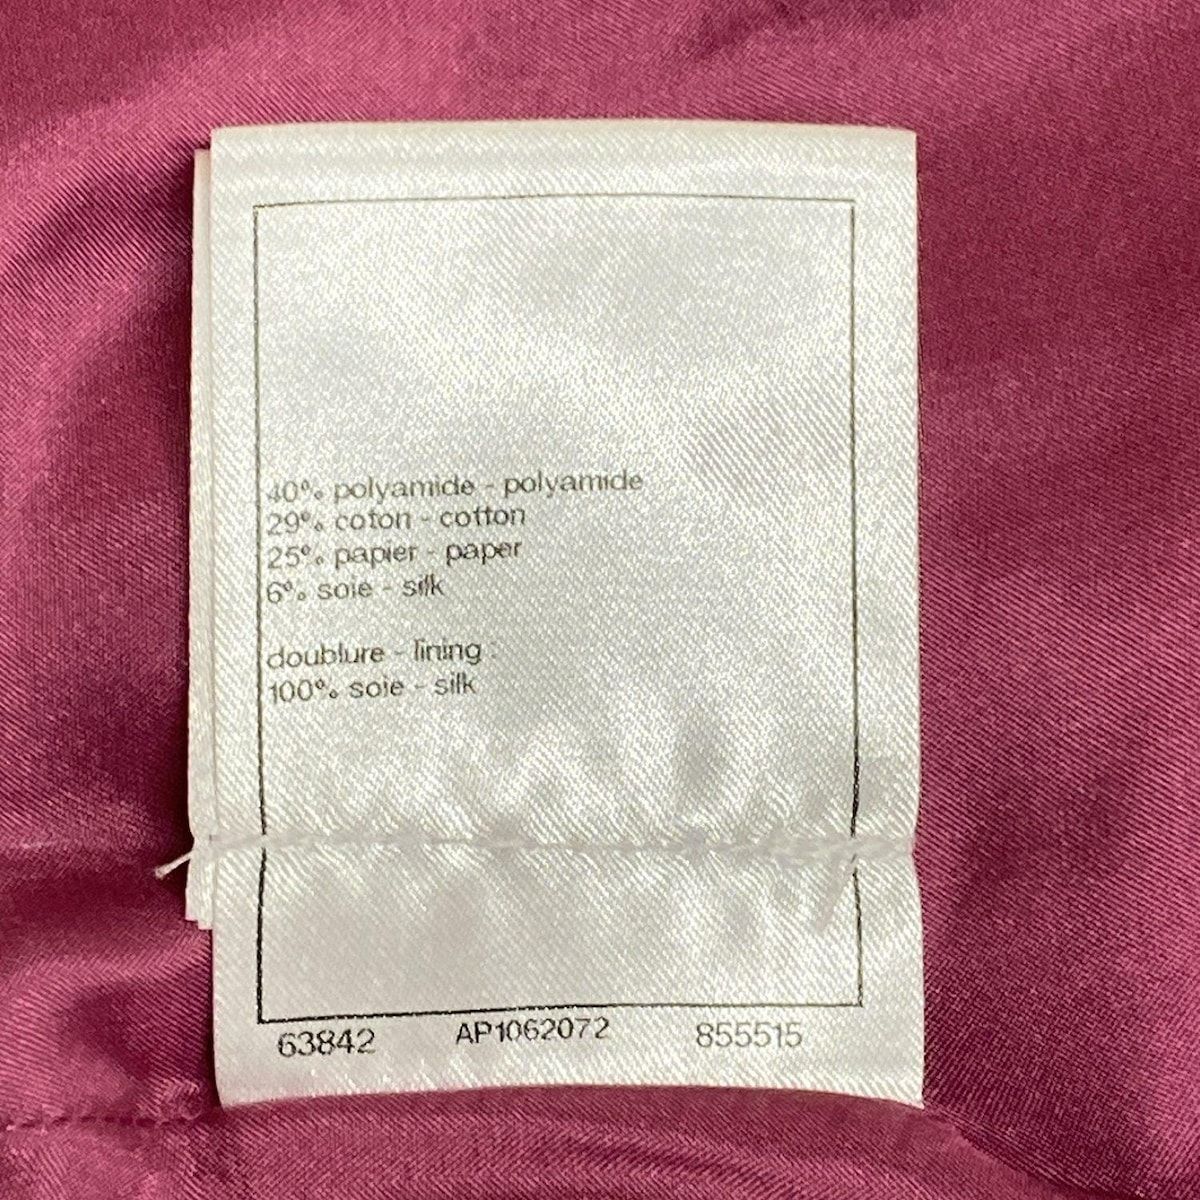 40% polyamide - polyamide
29% coton - cotton
25% papier - paper
6% soie - silk
doublure - lining :
100% soie - silk
63842 AP1062072 855515